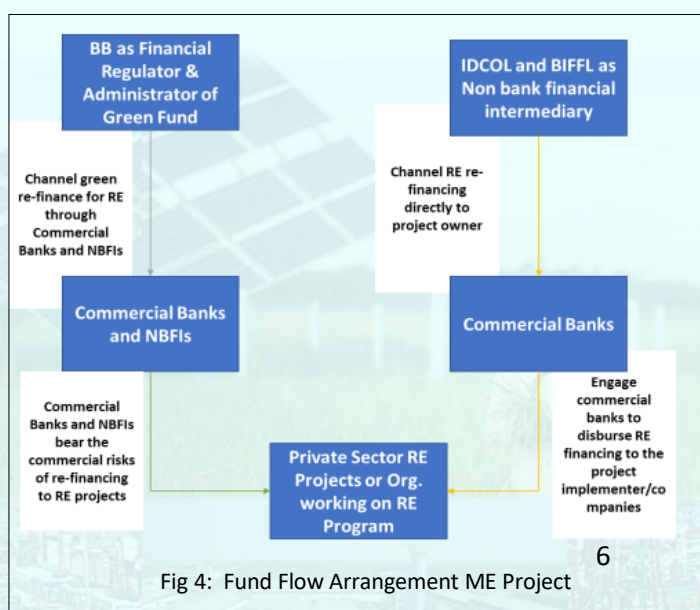 BB as Financial
Regulator &
Administrator of
Green Fund
IDCOL and BIFFL as
Non bank financial
intermediary
Channel green
re-finance for RE
through
Commercial
Banks and NBFIs
Channel RE re-
financing
directly to
project owner
Commercial Banks
and NBFIs
Commercial Banks
Commercial
Banks and NBFIs
bear the
commercial risks
of re-financing
to RE projects
Private Sector RE
Projects or Org.
working on RE
Program
Engage
commercial
banks to
disburse RE
financing to the
project
implementer/co
mpanies
6
Fig 4: Fund Flow Arrangement ME Project